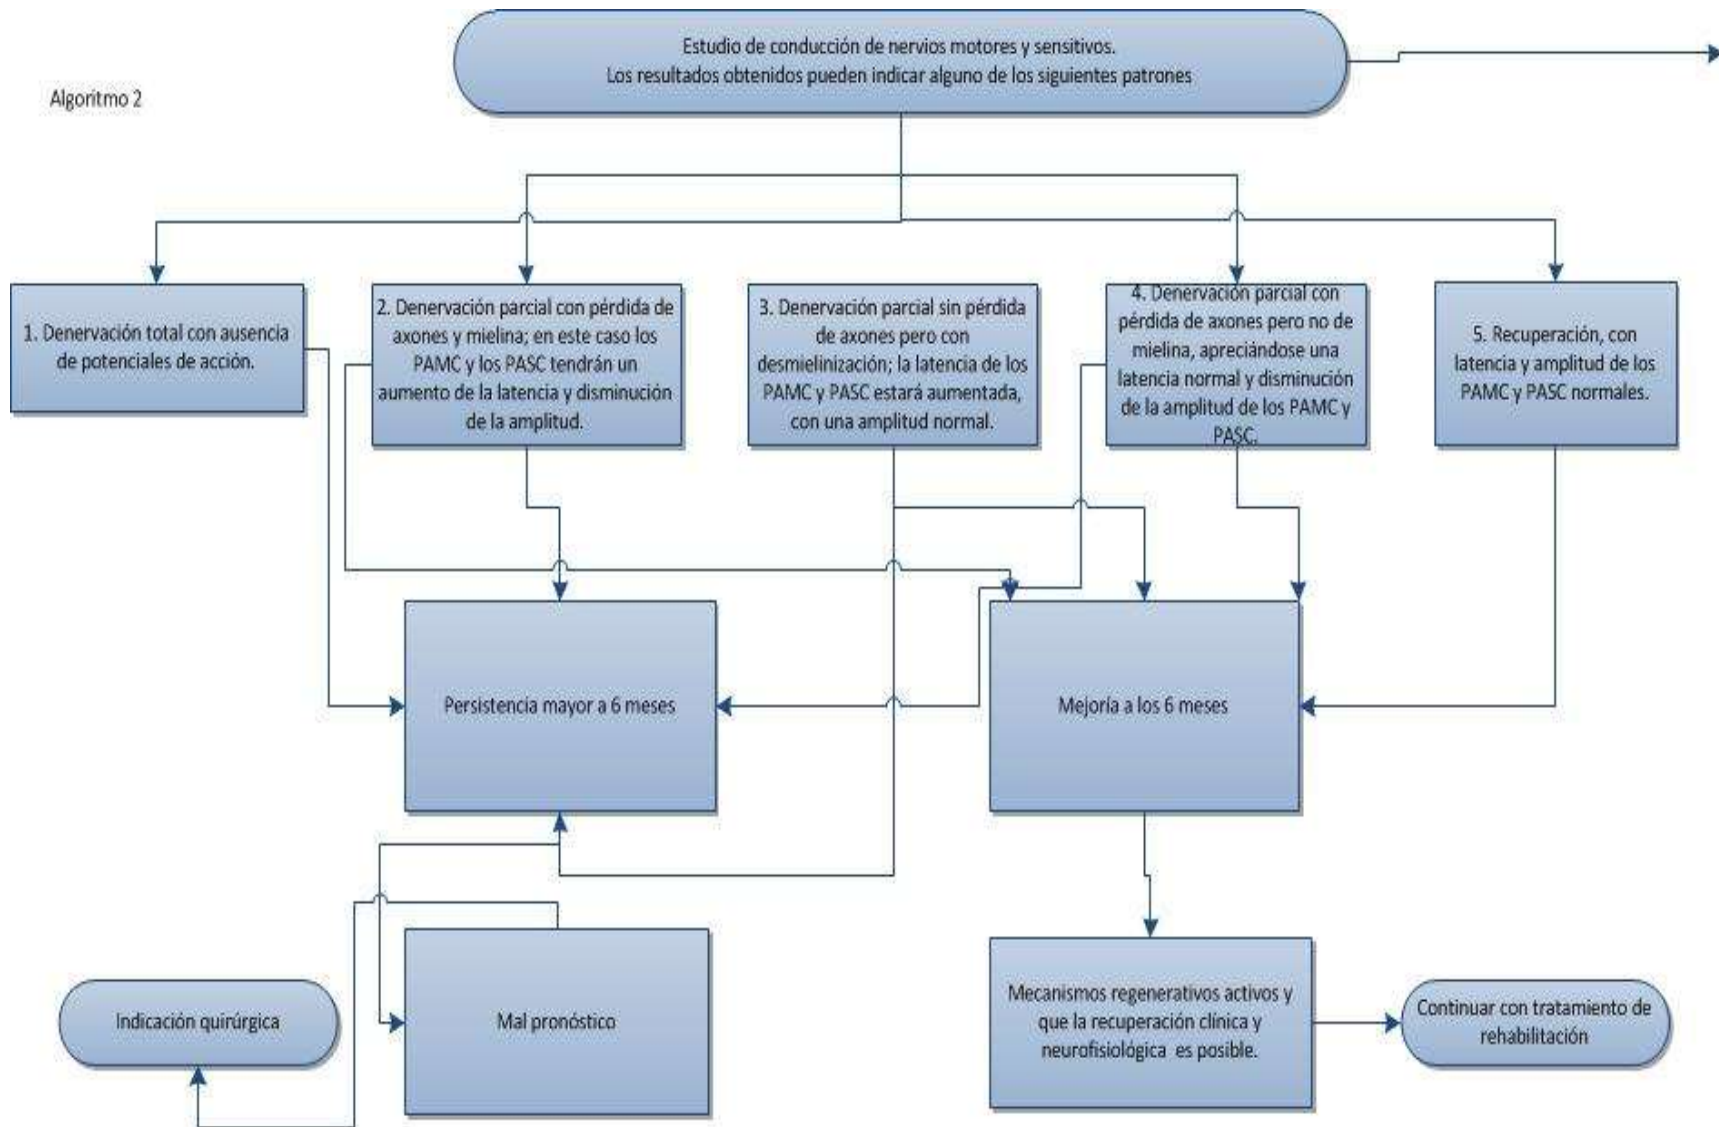 Estudio de conducción de nervios motores y sensitivos.
Los resultados obtenidos pueden indicar alguno de los siguientes patrones
Algoritmo 2
1. Denervación total con ausencia
de potenciales de acción.
2. Denervación parcial con pérdida de
axones y mielina; en este caso los
PAMC y los PASC tendrán un
aumento de la latencia y disminución
de la amplitud.
3. Denervación parcial sin pérdida
de axones pero con
desmielinización; la latencia de los
PAMC y PASC estará aumentada,
con una amplitud normal.
4. Denervación parcial con
pérdida de axones pero no de
mielina, apreciándose una
latencia normal y disminución
de la amplitud de los PAMC y
PASC.
5. Recuperación, con
latencia y amplitud de los
PAMC y PASC normales.
Persistencia mayor a 6 meses
Mejoría a los 6 meses
Indicación quirúrgica
Mal pronóstico
Mecanismos regenerativos activos y
que la recuperación clínica y
neurofisiológica es posible.
Continuar con tratamiento de
rehabilitación